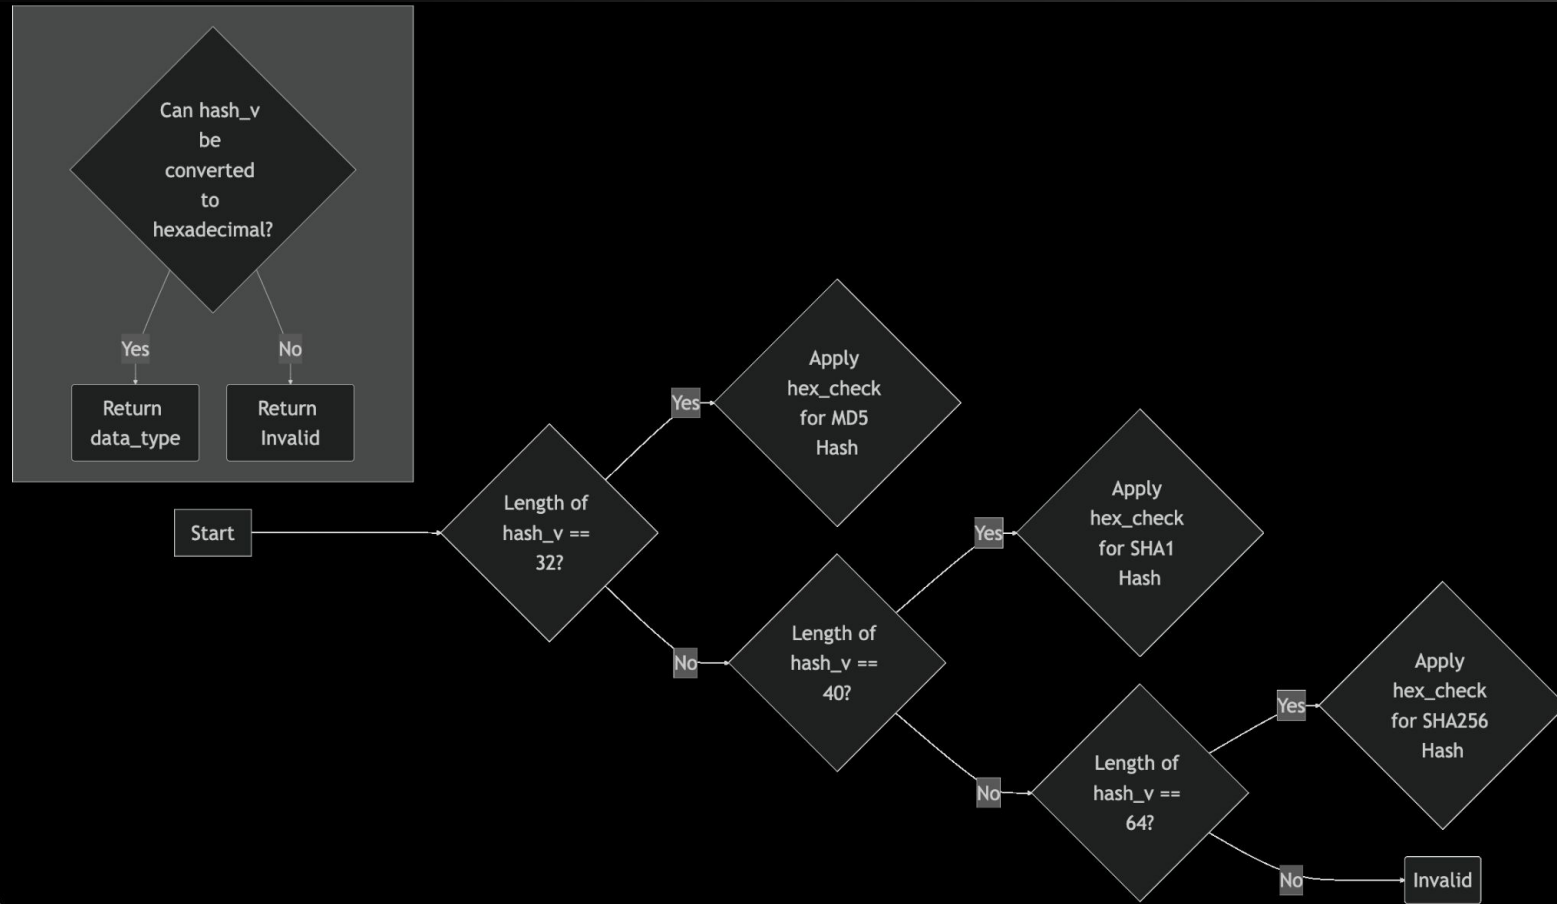 Can hash_v
be
converted
to
hexadecimal?
Yes
No
Return
data_type
Return
Invalid
Start
Length of
hash_v ==
32?
Yes
Apply
hex_check
for MD5
Hash
No
Length of
hash_v ==
40?
Yes
Apply
hex_check
for SHA1
Hash
No
Length of
hash_v ==
64?
Yes
Apply
hex_check
for SHA256
Hash
No
Invalid